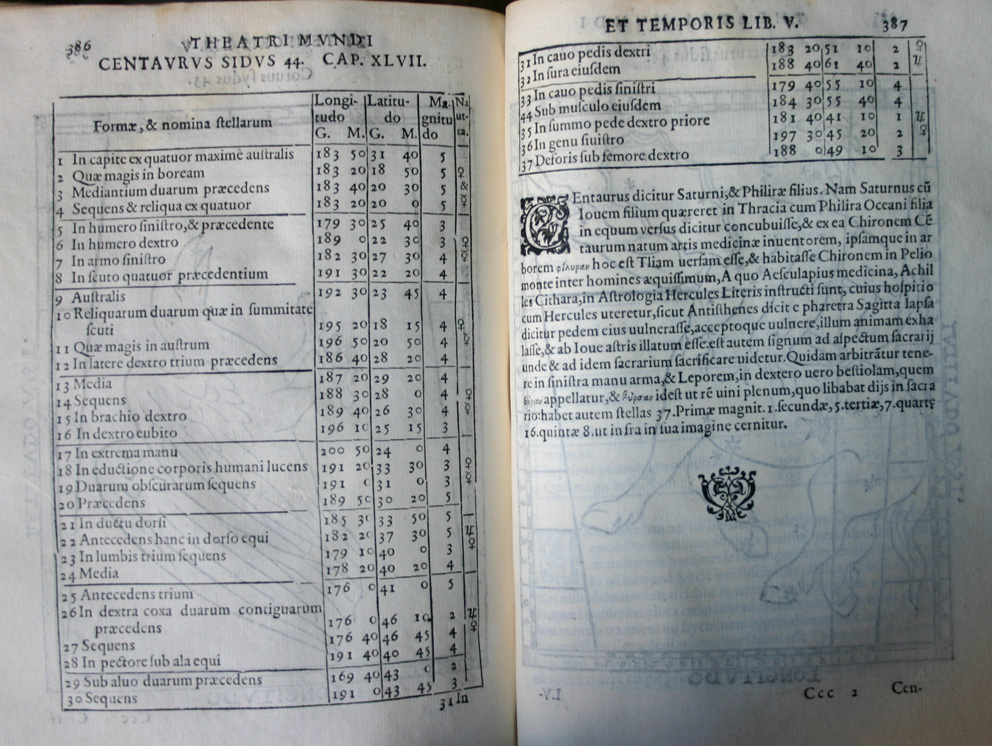 386
THEATRI MVNDI
CENTAVRVS SIDVS 44. CAP. XLVII.
Formæ, & nomina stellarum
Longitudo G. M. Latitudo G. M. Magnitudo Natura.
1 In capite ex quatuor maximè australis 183 50 31 40 5
2 Quæ magis in boream 183 20 18 50 5 ♀
3 Mediantium duarum præcedens 183 40 20 30 5 &
4 Sequens & reliqua ex quatuor 183 20 20 0 5 ☿
5 In humero sinistro, & præcedente 179 30 25 40 3
6 In humero dextro 189 0 22 30 3 ♀
7 In armo sinistro 182 30 27 30 4 ☿
8 In scuto quatuor præcedentium 191 30 22 20 4
9 Australis 192 30 23 45 4
10 Reliquarum duarum quæ in summitate
scuti 195 20 18 15 4 ♀
11 Quæ magis in austrum 196 50 20 50 4 ☿
12 In latere dextro trium præcedens 186 40 28 20 4
13 Media 187 20 29 20 4
14 Sequens 188 30 28 0 4 ♀
15 In brachio dextro 189 40 26 30 4 ☿
16 In dextro cubito 196 10 25 15 3
17 In extrema manu 200 50 24 0 4
18 In eductione corporis humani lucens 191 20 33 30 3 ♀
19 Duarum obscurarum sequens 191 0 31 0 3 ☿
20 Præcedens 189 50 30 20 5
21 In ductu dorsi 185 30 33 50 5
22 Antecedens hanc in dorso equi 182 20 37 30 5 ♃
23 In lumbis trium sequens 179 10 40 0 3 ♀
24 Media 178 20 40 20 4
25 Antecedens trium 176 0 41 0 5
26 In dextra coxa duarum contiguarum
præcedens 176 0 46 10 2 ♃
27 Sequens 176 40 46 45 4 ♀
28 In pectore sub ala equi 191 40 40 45 4
29 Sub aluo duarum præcedens 169 40 43 0 2
30 Sequens 191 0 43 45 3
31 In
ET TEMPORIS LIB. V. 387
31 In cauo pedis dextri 183 20 51 10 2 ♀
32 In sura eiusdem 188 40 61 40 2 ♃
33 In cauo pedis sinistri 179 40 55 10 4
44 Sub musculo eiusdem 184 30 55 40 4
35 In summo pede dextro priore 181 40 41 10 1 ♃
36 In genu siuistro 197 30 45 20 2 ♀
37 Deforis sub femore dextro 188 0 49 10 3
CEntaurus dicitur Saturni, & Philiræ filius. Nam Saturnus cũ
Iouem filium quæreret in Thracia cum Philira Oceani filia
in equum versus dicitur concubuisse, & ex ea Chironem Cẽ
taurum natum artis medicinæ inuentorem, ipsamque in ar
borem φιλυραν hoc est Tliam uersam esse, & habitasse Chironem in Pelio
monte inter homines æquissimum, A quo Aesculapius medicina, Achil
les Cithara, in Astrologia Hercules Literis instructi sunt, cuius hospitio
cum Hercules uteretur, sicut Antisthenes dicit e pharetra Sagitta lapsa
dicitur pedem eius uulnerasse, acceptoque uulnere, illum animam exha
lasse, & ab Ioue astris illatum esse. est autem signum ad aspectum sacrarij
unde & ad idem sacrarium sacrificare uidetur. Quidam arbitrãtur tene-
re in sinistra manu arma, & Leporem, in dextero uero bestiolam, quem
appellatur, & idest ut rẽ uini plenum, quo libabat dijs in sacra
rio: habet autem stellas 37. Primæ magnit. 1. secundæ, 5. tertiæ, 7. quartę
16. quintæ 8. ut in fra in sua imagine cernitur.
Ccc 2 Cen-